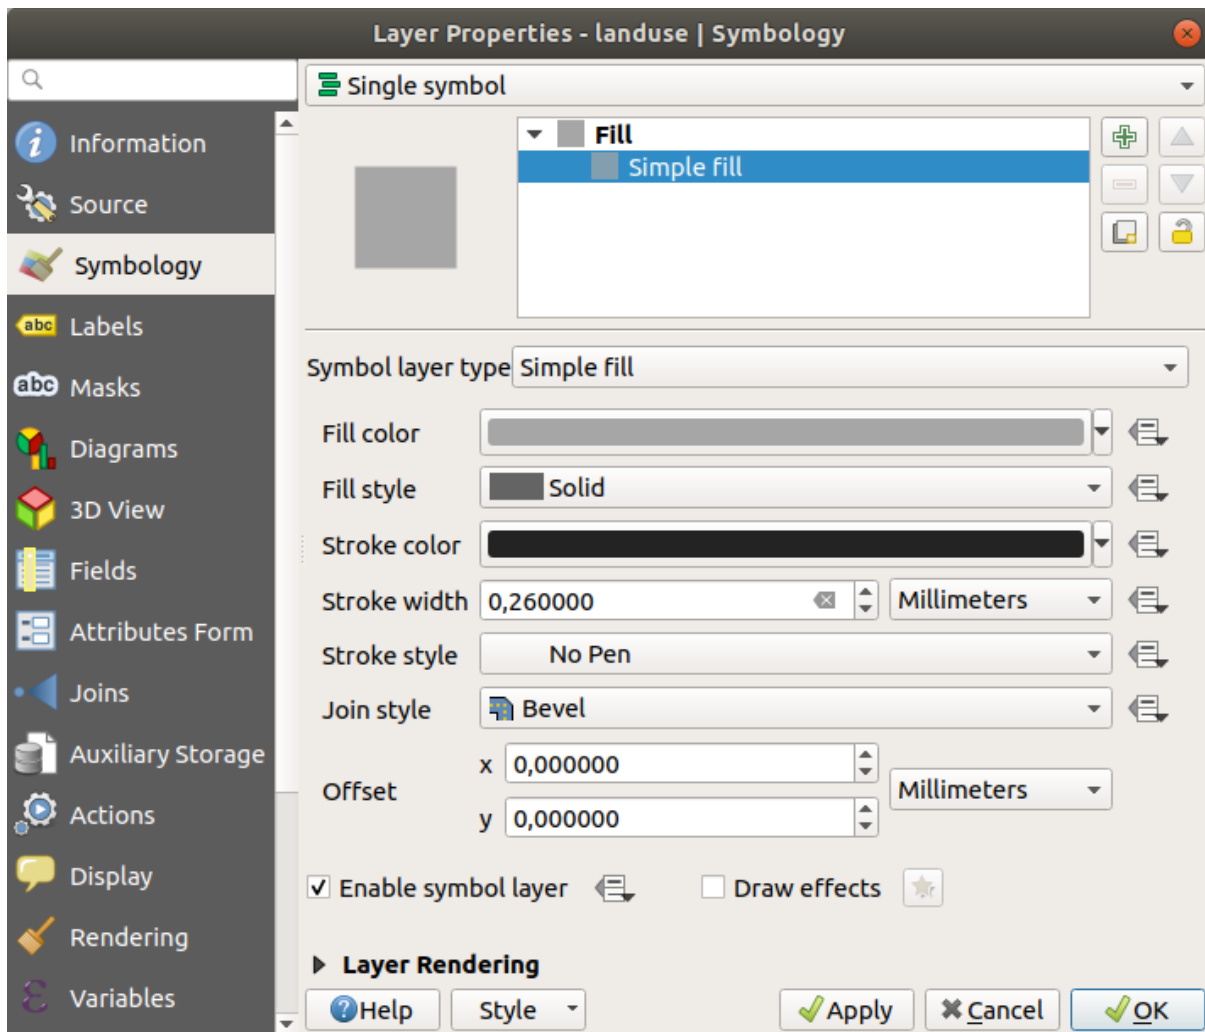 Layer Properties - landuse | Symbology
Single symbol
Information
Source
Symbology
abc Labels
abc Masks
Diagrams
3D View
Fields
Attributes Form
Joins
Auxiliary Storage
Actions
Display
Rendering
ε Variables
Fill
Simple fill
Symbol layer type Simple fill
Fill color
Fill style Solid
Stroke color
Stroke width 0,260000 Millimeters
Stroke style No Pen
Join style Bevel
Offset
x 0,000000
y 0,000000
Millimeters
Enable symbol layer Draw effects
Layer Rendering
Help Style Apply Cancel OK